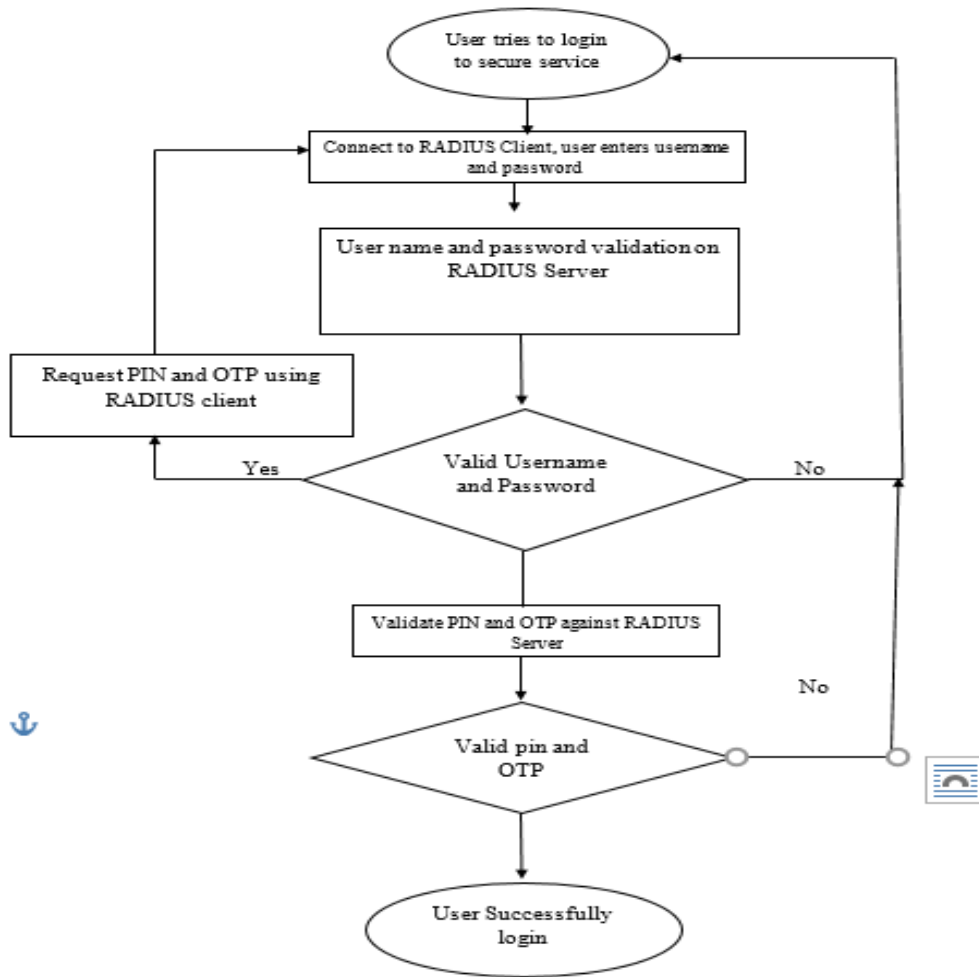 User tries to login
to secure service
Connect to RADIUS Client, user enters username
and password
User name and password validation on
RADIUS Server
Request PIN and OTP using
RADIUS client
Yes
Valid Username
and Password
No
Validate PIN and OTP against RADIUS
Server
No
Valid pin and
OTP
User Successfully
login